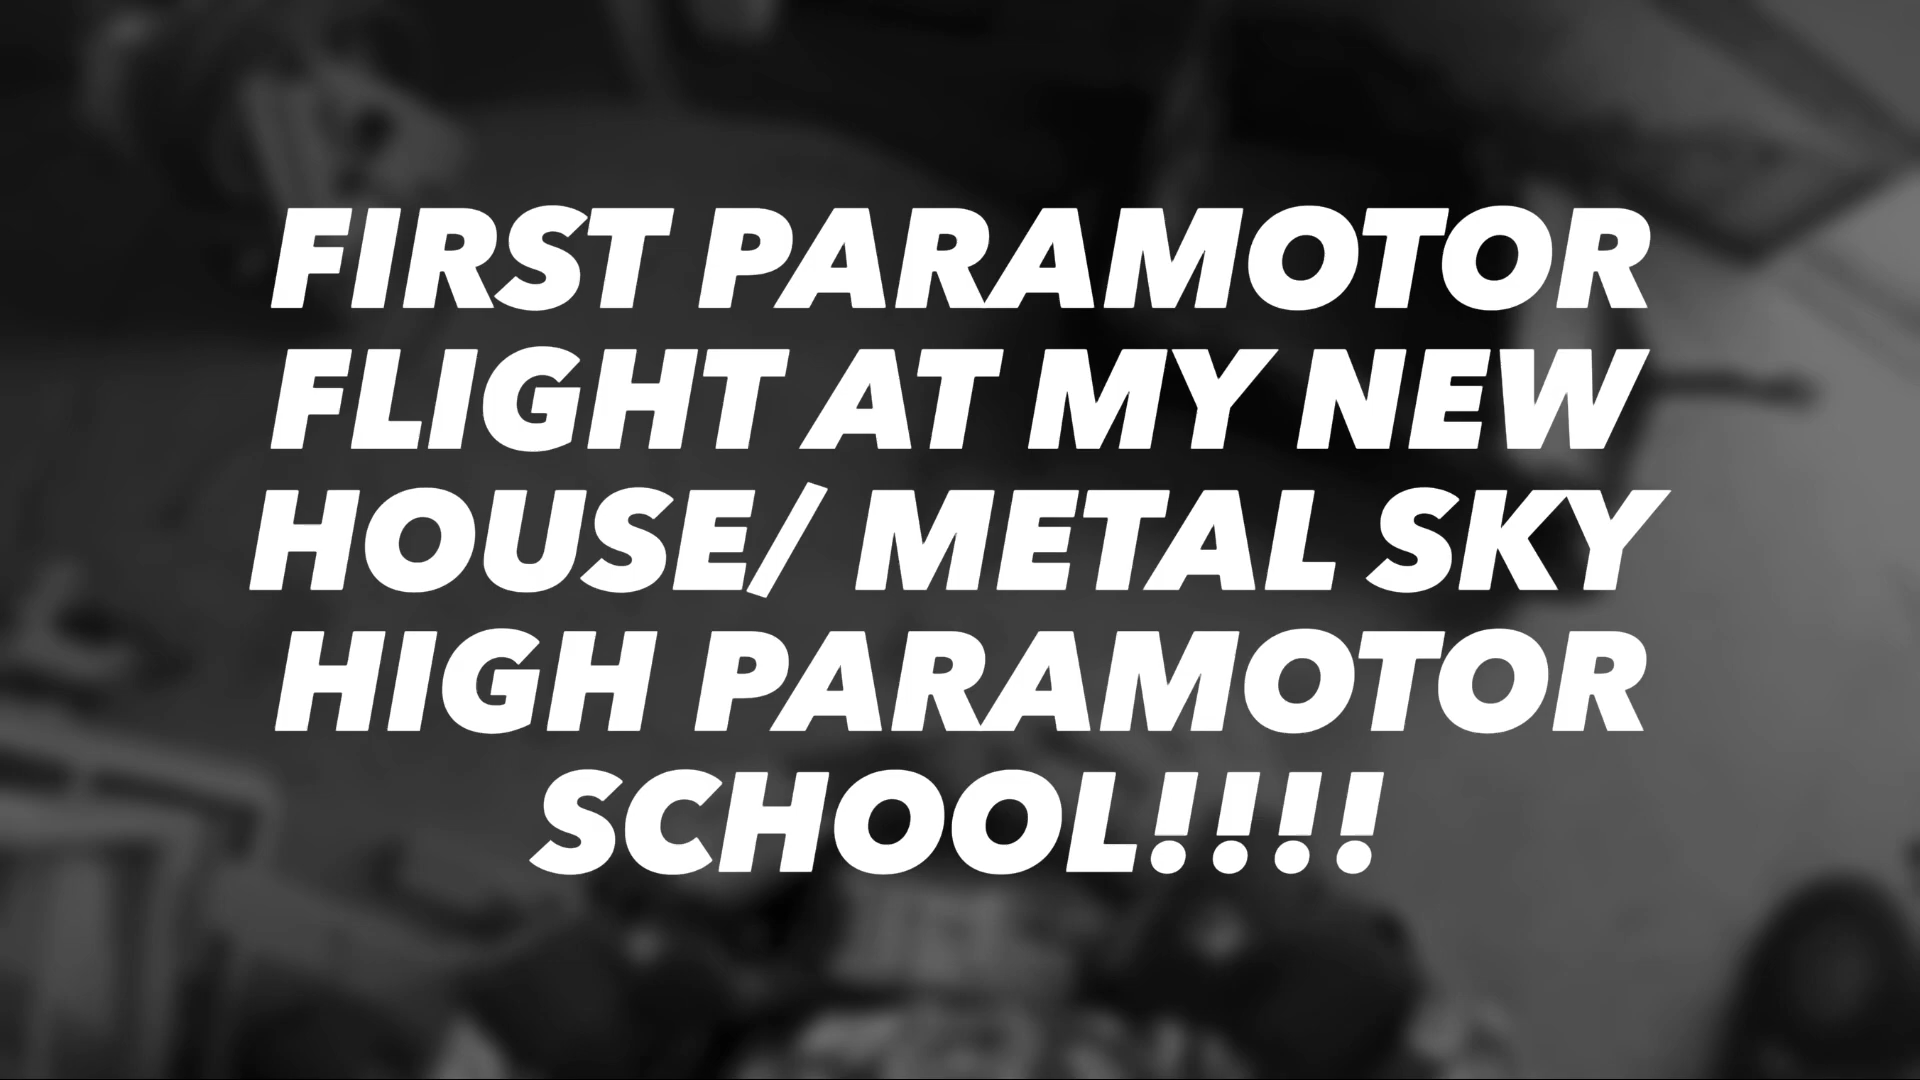 FIRST PARAMOTOR
FLIGHT AT MY NEW
HOUSE/ METAL SKY
HIGH PARAMOTOR
SCHOOL!!!!